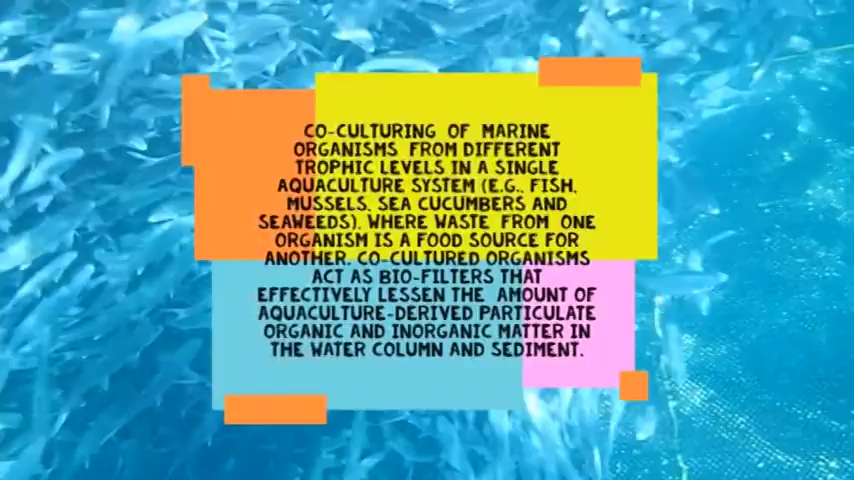 CO-CULTURING OF MARINE
ORGANISMS FROM DIFFERENT
TROPHIC LEVELS IN A SINGLE
AQUACULTURE SYSTEM (E.G., FISH,
MUSSELS, SEA CUCUMBERS AND
SEAWEEDS), WHERE WASTE FROM ONE
ORGANISM IS A FOOD SOURCE FOR
ANOTHER. CO-CULTURED ORGANISMS
ACT AS BIO-FILTERS THAT
EFFECTIVELY LESSEN THE AMOUNT OF
AQUACULTURE-DERIVED PARTICULATE
ORGANIC AND INORGANIC MATTER IN
THE WATER COLUMN AND SEDIMENT.